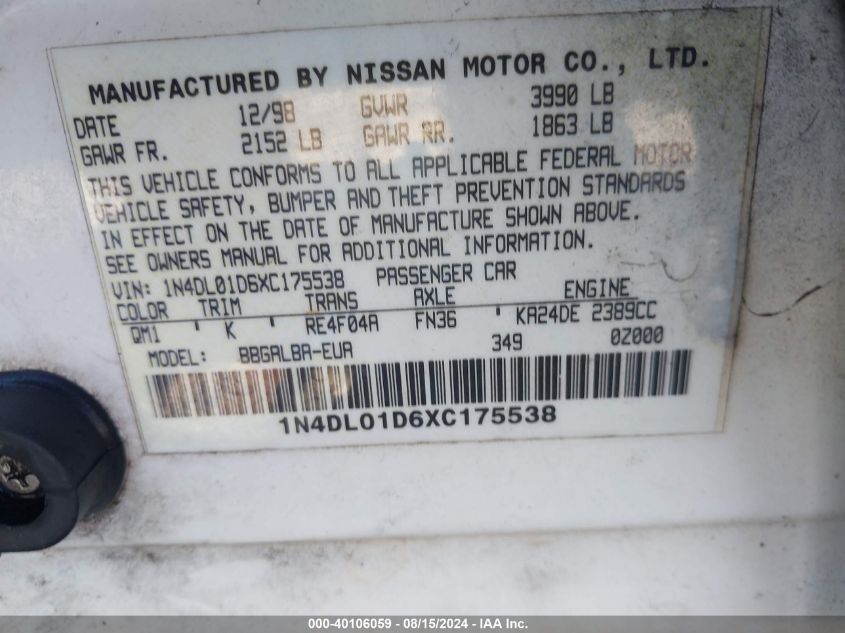 MANUFACTURED BY NISSAN MOTOR CO., LTD.
DATE 12/98 GVWR 3990 LB
GAWR FR. 2152 LB GAWR RR. 1863 LB
THIS VEHICLE CONFORMS TO ALL APPLICABLE FEDERAL MOTOR
VEHICLE SAFETY, BUMPER AND THEFT PREVENTION STANDARDS
IN EFFECT ON THE DATE OF MANUFACTURE SHOWN ABOVE.
SEE OWNERS MANUAL FOR ADDITIONAL INFORMATION.
VIN: 1N4DL01D6XC175538 PASSENGER CAR
COLOR TRIM TRANS AXLE ENGINE
QM1 ' K ' RE4F04A FN36 ' KA24DE 2389CC
MODEL: BBGALBA-EUA 349 0Z000
1N4DL01D6XC175538
000-40106059 - 08/15/2024 - IAAI.COM